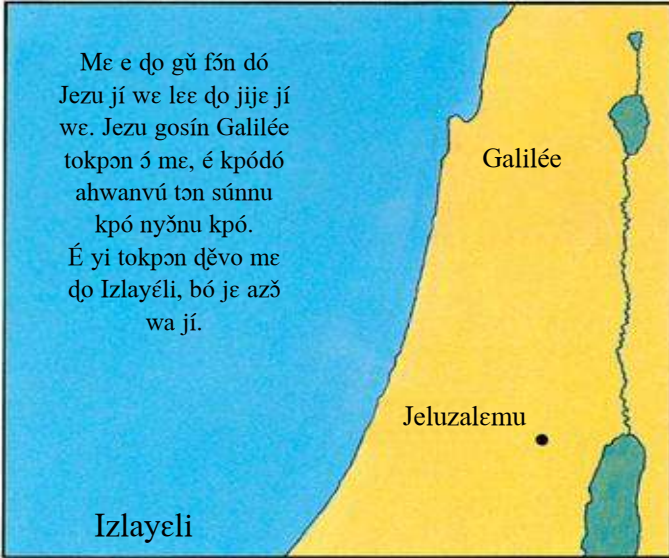 Mɛ e ɖo gǔ fɔ́n dó
Jezu jí wɛ lɛɛ ɖo jijɛ jí
wɛ. Jezu gosín Galilée
tokpɔn ɔ́ mɛ, é kpódó
ahwanvú tɔn súnnu
kpó nyɔ̌nu kpó.
É yi tokpɔn ɖěvo mɛ
ɖo Izlayɛ́li, bó jɛ azɔ̌
wa jí.
Galilée
Jeluzalɛmu
Izlayɛli